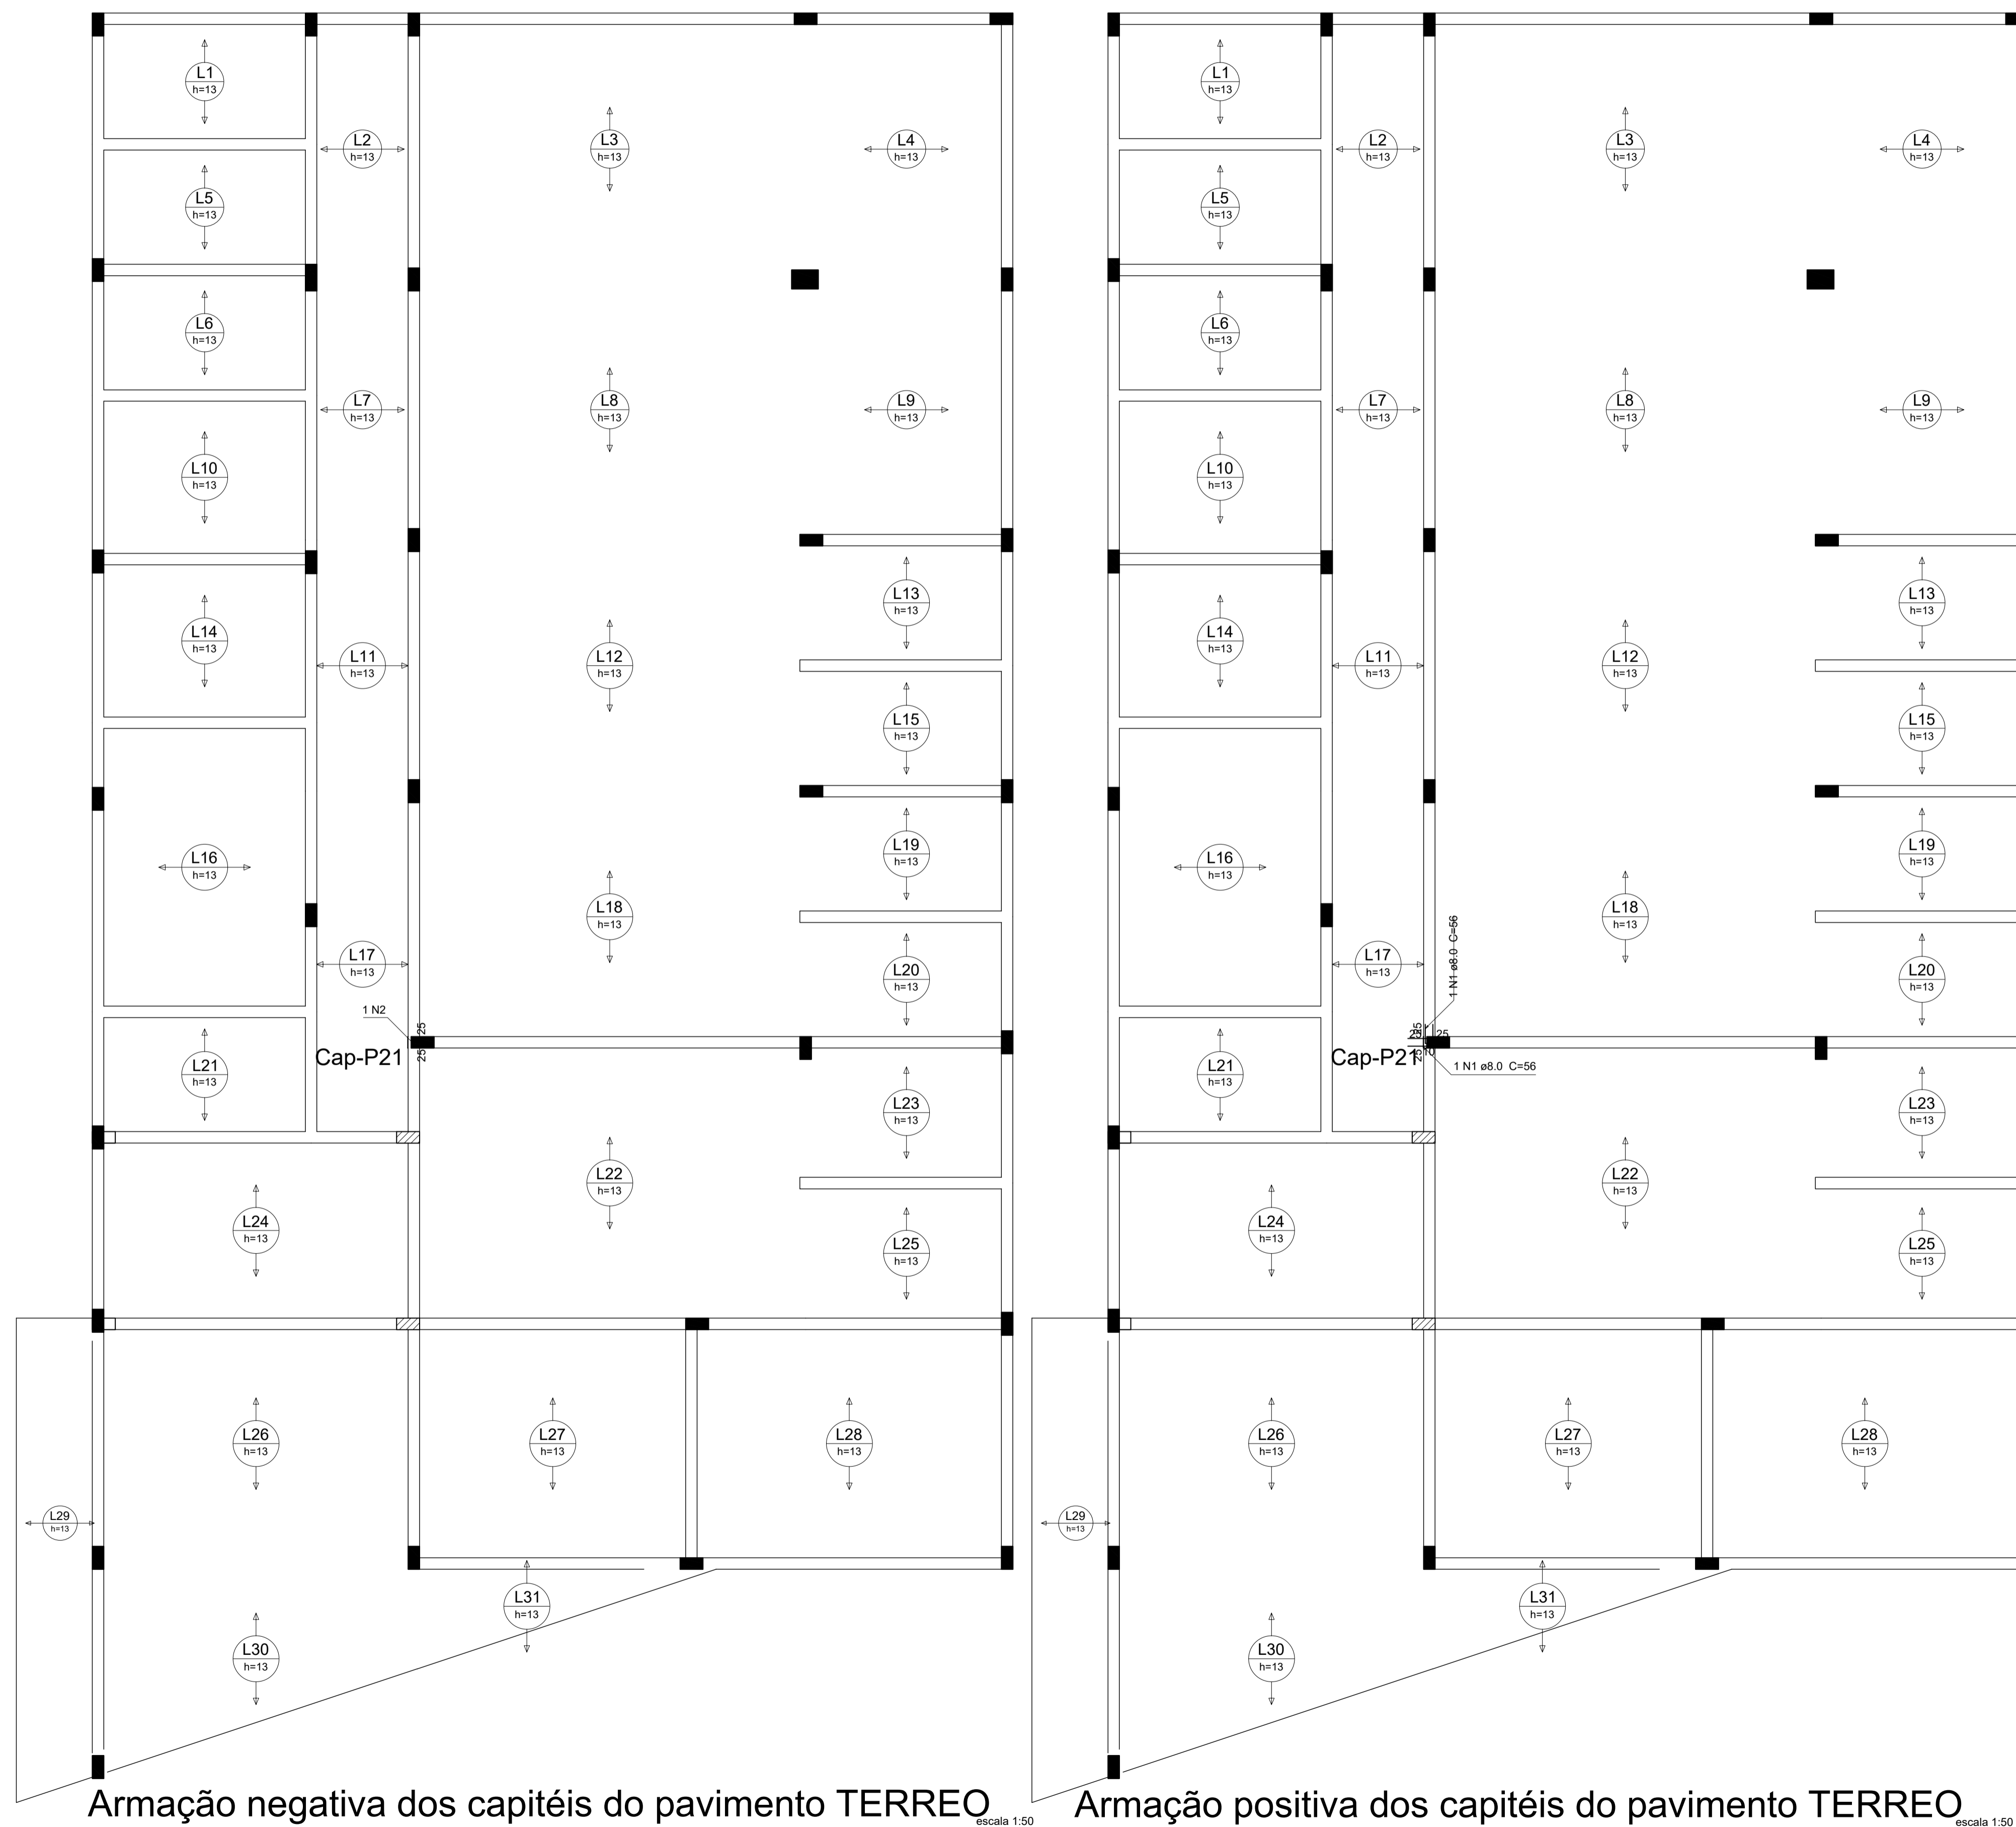 L1
h=13
L2
h=13
L3
h=13
L4
h=13
L5
h=13
L6
h=13
L7
h=13
L8
h=13
L9
h=13
L10
h=13
L13
h=13
L14
h=13
L11
h=13
L12
h=13
L15
h=13
L16
h=13
L19
h=13
L18
h=13
L17
h=13
L20
h=13
1 N2
25
25
Cap-P21
L21
h=13
L23
h=13
L22
h=13
L24
h=13
L25
h=13
L26
h=13
L27
h=13
L28
h=13
L29
h=13
L31
h=13
L30
h=13
Armação negativa dos capitéis do pavimento TERREO
escala 1:50
L1
h=13
L2
h=13
L3
h=13
L4
h=13
L5
h=13
L6
h=13
L7
h=13
L8
h=13
L9
h=13
L10
h=13
L13
h=13
L14
h=13
L11
h=13
L12
h=13
L15
h=13
L16
h=13
L19
h=13
L18
h=13
L17
h=13
L20
h=13
1 N1 ø8.0 C=56
25
25
25
10
Cap-P21
1 N1 ø8.0 C=56
L21
h=13
L23
h=13
L22
h=13
L24
h=13
L25
h=13
L26
h=13
L27
h=13
L28
h=13
L29
h=13
L31
h=13
L30
h=13
Armação positiva dos capitéis do pavimento TERREO
escala 1:50